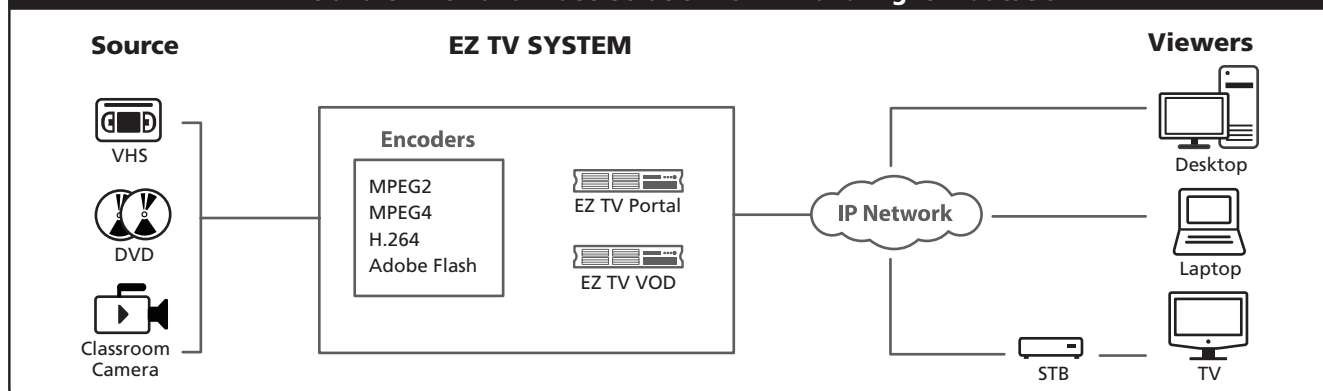 Source
EZ TV SYSTEM
Viewers
VHS
DVD
Classroom
Camera
Encoders
MPEG2
MPEG4
H.264
Adobe Flash
EZ TV Portal
EZ TV VOD
IP Network
Desktop
Laptop
STB
TV